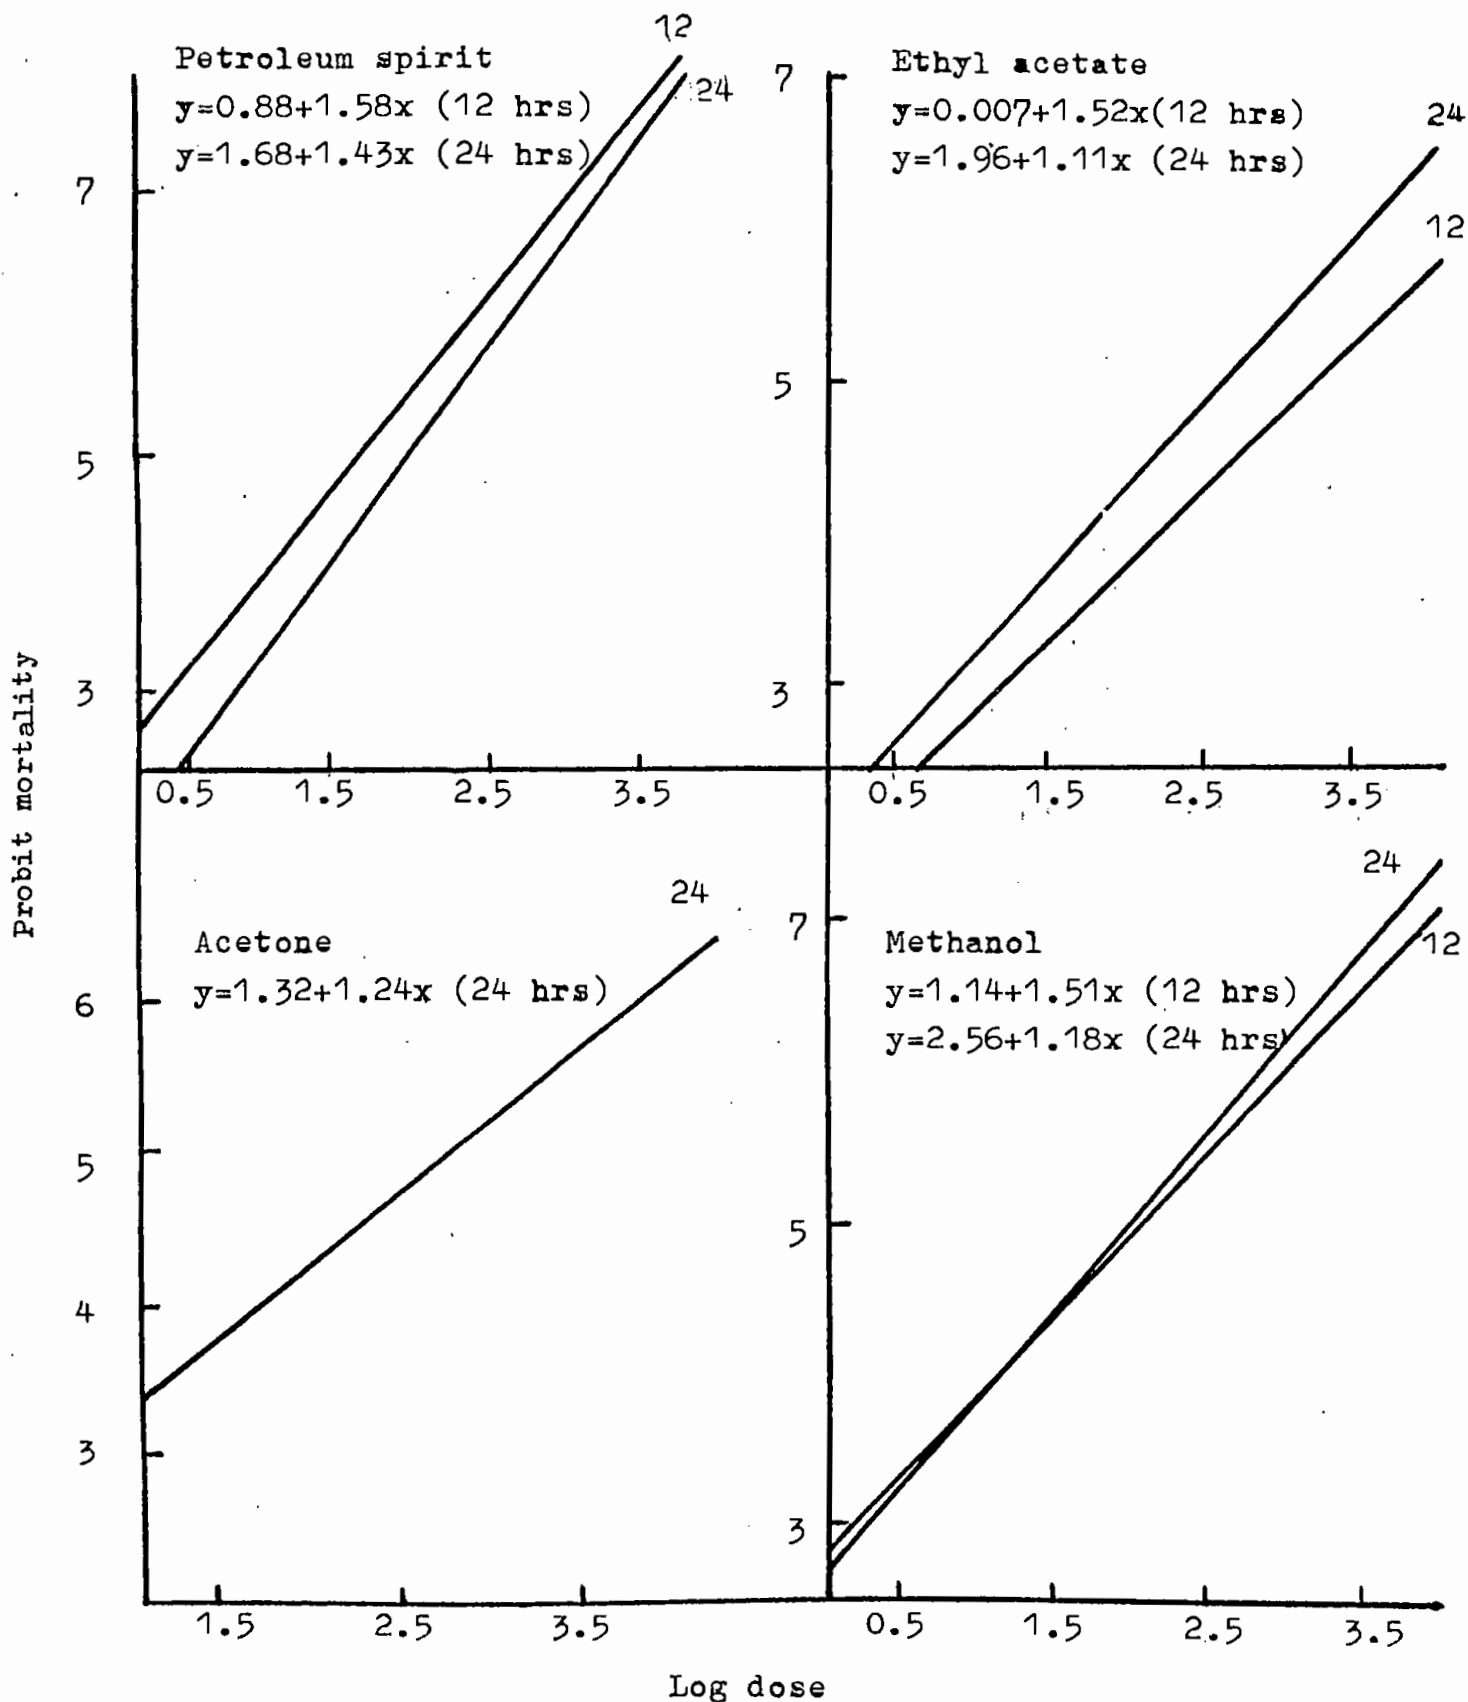 Petroleum spirit
y=0.88+1.58x (12 hrs)
y=1.68+1.43x (24 hrs)
12
24
7
5
3
0.5 1.5 2.5 3.5
Ethyl acetate
y=0.007+1.52x(12 hrs)
y=1.96+1.11x (24 hrs)
24
12
7
5
3
0.5 1.5 2.5 3.5
Probit mortality
Acetone
y=1.32+1.24x (24 hrs)
24
6
5
4
3
1.5 2.5 3.5
Methanol
y=1.14+1.51x (12 hrs)
y=2.56+1.18x (24 hrs)
24
12
7
5
3
0.5 1.5 2.5 3.5
Log dose